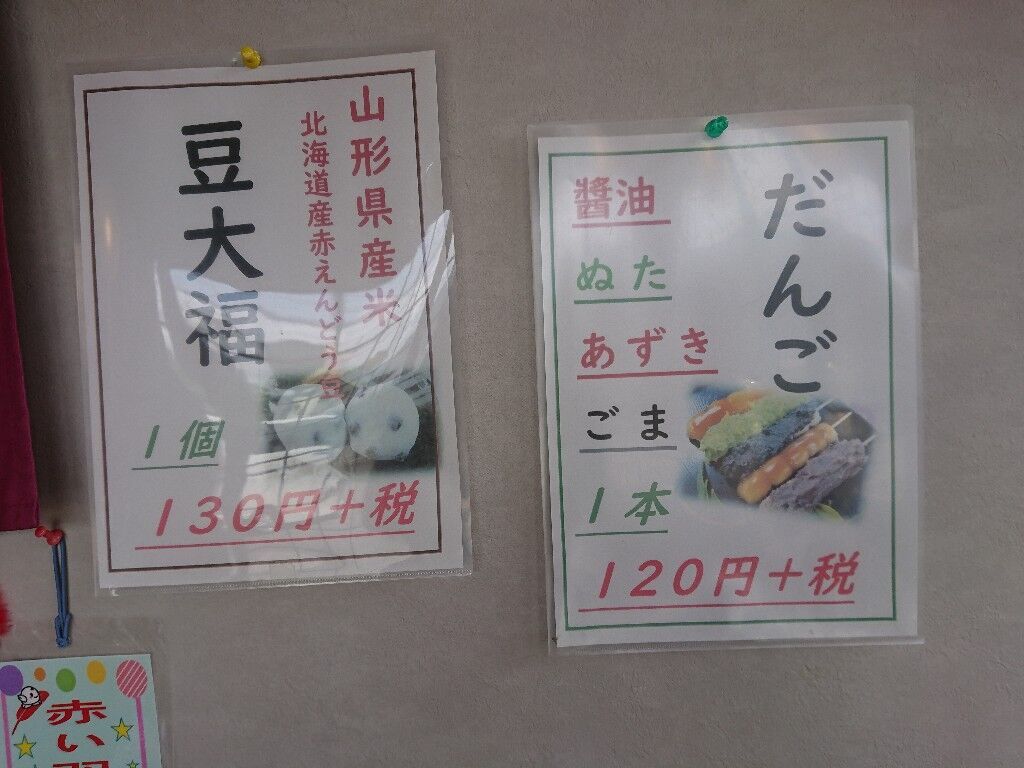 山形県産米
北海道産赤えんどう豆
豆大福
1個
130円+税
だんご
醬油
ぬた
あずき
ごま
1本
120円+税
赤い